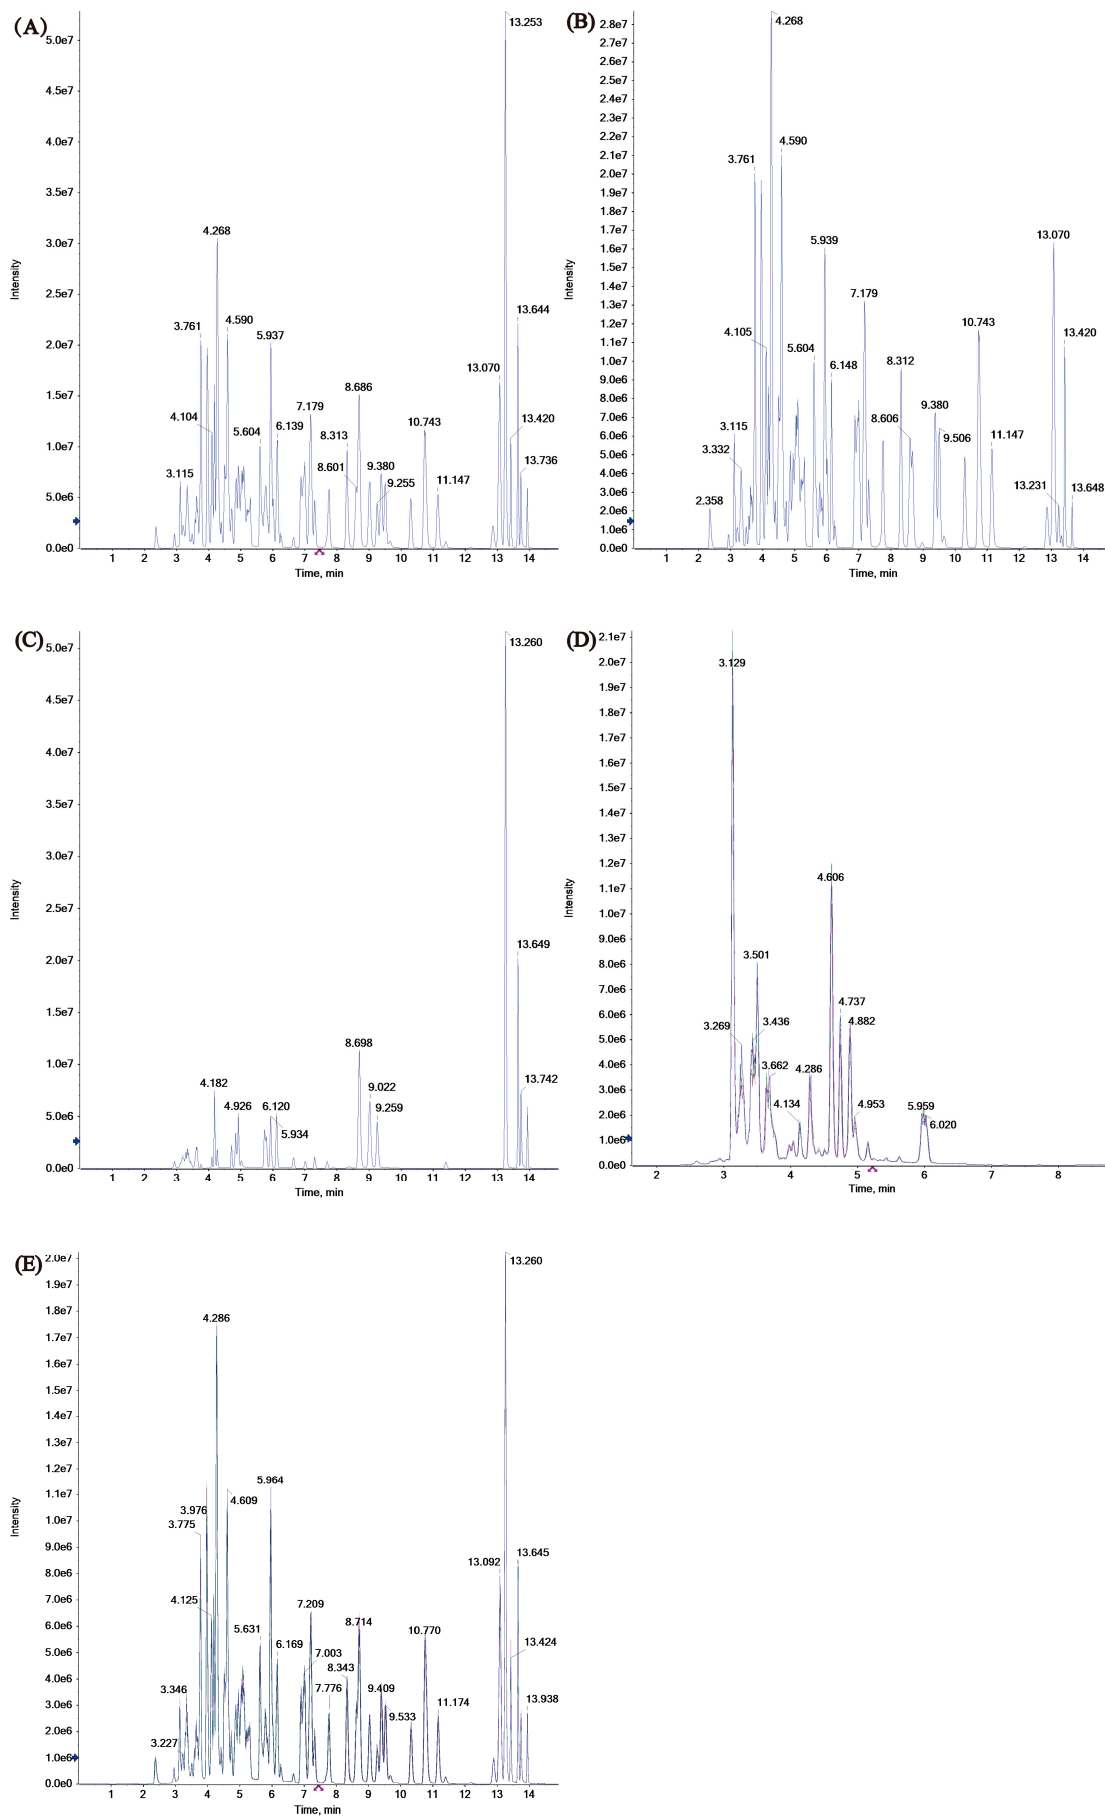 (A)
13.253
5.0e7
4.5e7
4.0e7
3.5e7
3.0e7
2.5e7
2.0e7
1.5e7
1.0e7
5.0e6
0.0e0
Intensity
4.268
3.761
4.590
5.937
13.644
13.070
8.686
7.179
4.104
5.604
6.139
8.313
10.743
13.420
3.115
8.601
9.380
9.255
11.147
13.736
1 2 3 4 5 6 7 8 9 10 11 12 13 14
Time, min
(B)
4.268
2.8e7
2.7e7
2.6e7
2.5e7
2.4e7
2.3e7
2.2e7
2.1e7
2.0e7
1.9e7
1.8e7
1.7e7
1.6e7
1.5e7
1.4e7
1.3e7
1.2e7
1.1e7
1.0e7
9.0e6
8.0e6
7.0e6
6.0e6
5.0e6
4.0e6
3.0e6
2.0e6
1.0e6
0.0e0
Intensity
4.590
3.761
5.939
13.070
7.179
4.105
5.604
6.148
8.312
10.743
13.420
3.115
3.332
8.606
9.380
9.506
11.147
2.358
13.231
13.648
1 2 3 4 5 6 7 8 9 10 11 12 13 14
Time, min
(C)
13.260
5.0e7
4.5e7
4.0e7
3.5e7
3.0e7
2.5e7
2.0e7
1.5e7
1.0e7
5.0e6
0.0e0
Intensity
13.649
8.698
4.182
4.926
6.120
5.934
9.022
9.259
13.742
1 2 3 4 5 6 7 8 9 10 11 12 13 14
Time, min
(D)
2.1e7
2.0e7
1.9e7
1.8e7
1.7e7
1.6e7
1.5e7
1.4e7
1.3e7
1.2e7
1.1e7
1.0e7
9.0e6
8.0e6
7.0e6
6.0e6
5.0e6
4.0e6
3.0e6
2.0e6
1.0e6
0.0e0
Intensity
3.129
4.606
3.501
4.737
3.269
3.436
4.882
3.662
4.286
4.134
4.953
5.959
6.020
2 3 4 5 6 7 8
Time, min
(E)
2.0e7
1.9e7
1.8e7
1.7e7
1.6e7
1.5e7
1.4e7
1.3e7
1.2e7
1.1e7
1.0e7
9.0e6
8.0e6
7.0e6
6.0e6
5.0e6
4.0e6
3.0e6
2.0e6
1.0e6
0.0e0
Intensity
13.260
4.286
5.964
3.976
4.609
3.775
13.092
13.645
4.125
7.209
8.714
5.631
6.169
7.003
10.770
13.424
3.346
8.343
7.776
9.409
9.533
11.174
13.938
3.227
1 2 3 4 5 6 7 8 9 10 11 12 13 14
Time, min